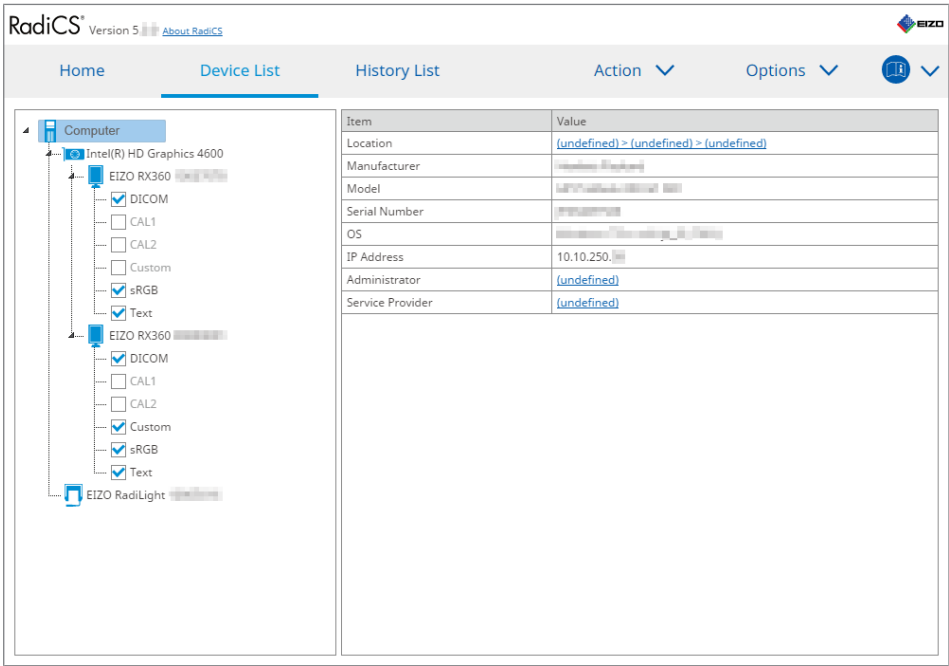 RadiCS® Version 5. About RadiCS EIZO
Home Device List History List Action Options
Computer
Intel(R) HD Graphics 4600
EIZO RX360
DICOM
CAL1
CAL2
Custom
sRGB
Text
EIZO RX360
DICOM
CAL1
CAL2
Custom
sRGB
Text
EIZO RadiLight
Item Value
Location (undefined) > (undefined) > (undefined)
Manufacturer
Model
Serial Number
OS
IP Address 10.10.250.
Administrator (undefined)
Service Provider (undefined)